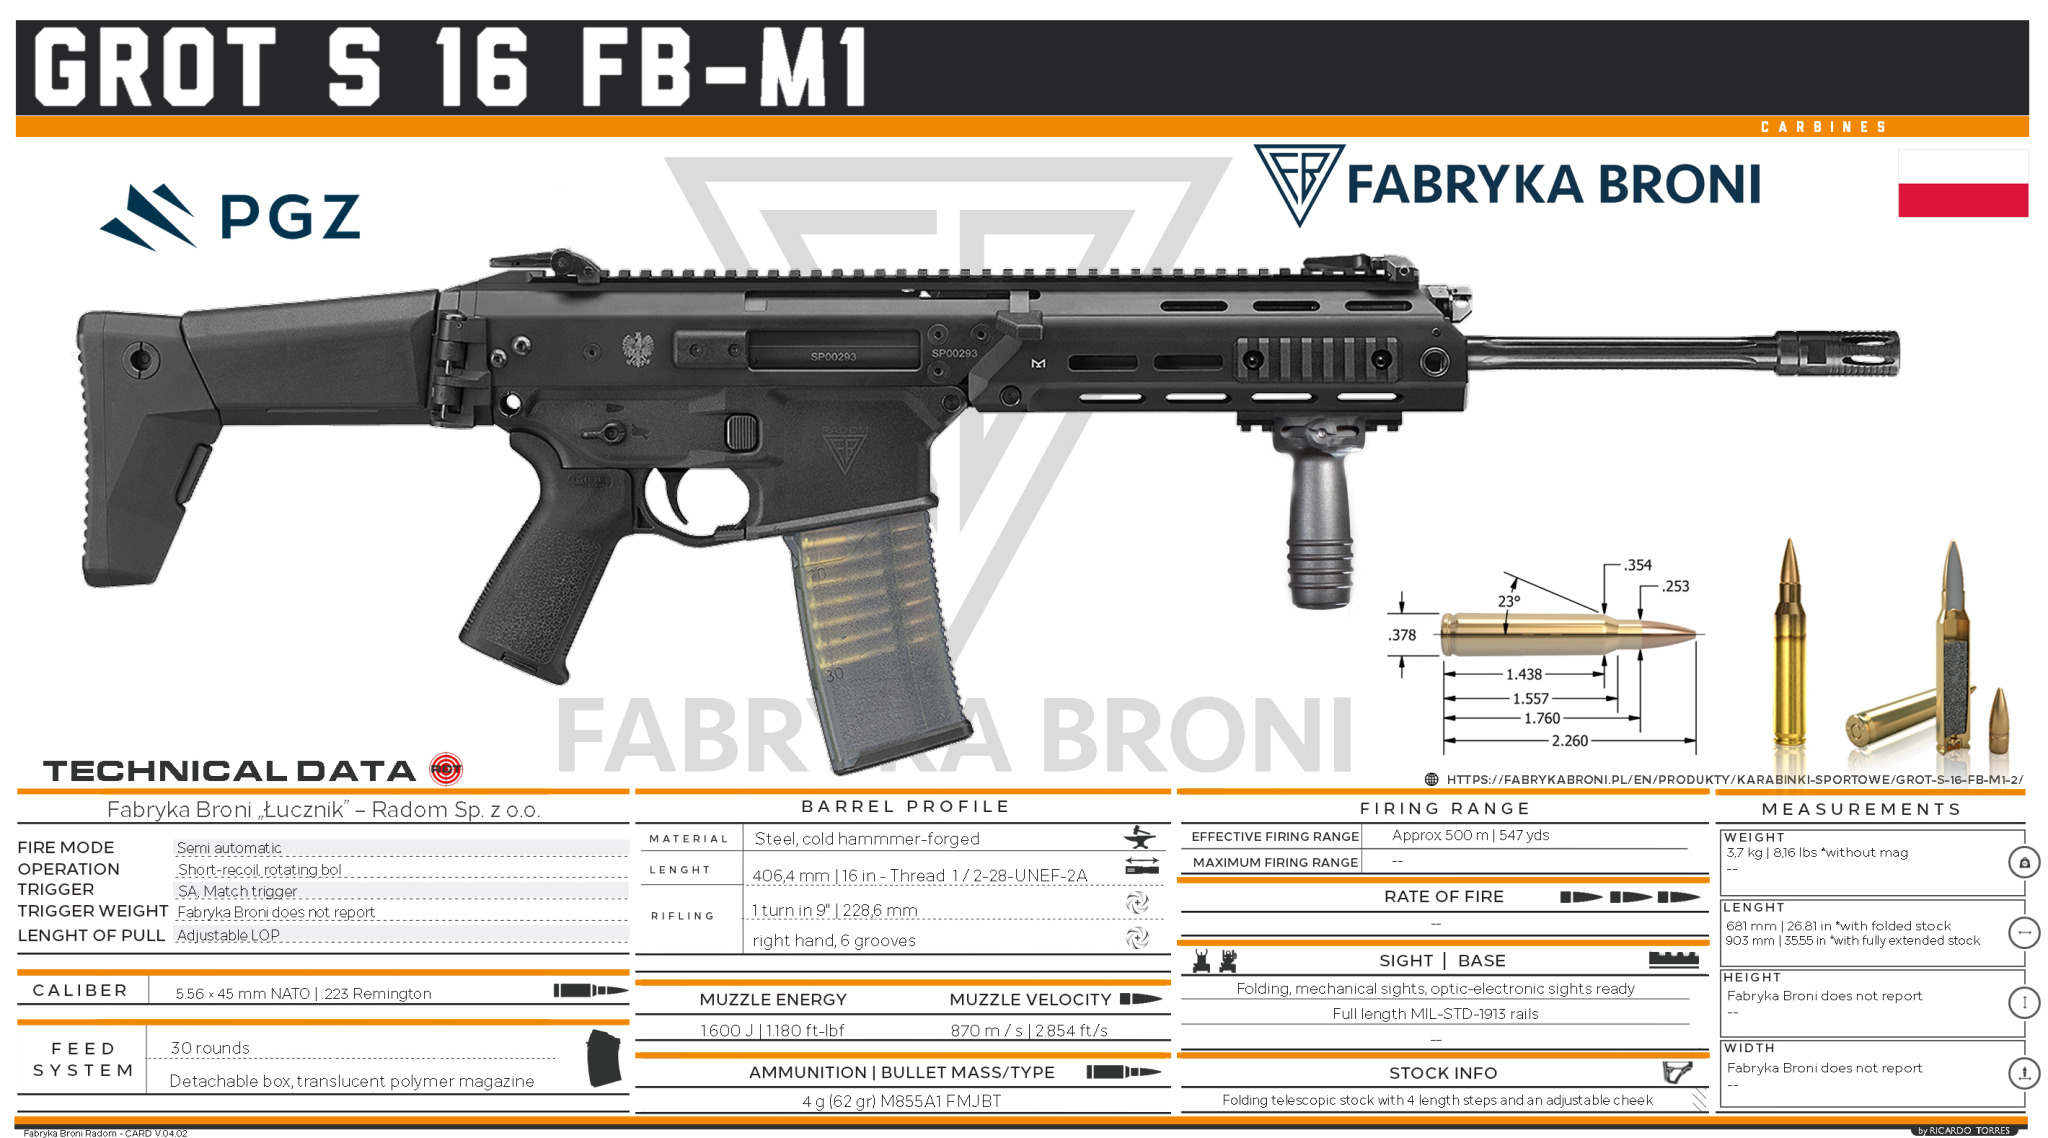 GROT S 16 FB-M1
CARBINES
PGZ
FABRYKA BRONI
SP00293
SP00293
RADOM
FB
20
30
FABRYKA BRONI
.354
.253
23°
.378
1.438
1.557
1.760
2.260
HTTPS://FABRYKABRONI.PL/EN/PRODUKTY/KARABINKI-SPORTOWE/GROT-S-16-FB-M1-2/
TECHNICAL DATA
Fabryka Broni „Łucznik” – Radom Sp. z o.o.
FIRE MODE Semi automatic
OPERATION Short-recoil, rotating bol
TRIGGER SA, Match trigger
TRIGGER WEIGHT Fabryka Broni does not report
LENGHT OF PULL Adjustable LOP
CALIBER 5.56 × 45 mm NATO | .223 Remington
FEED SYSTEM
30 rounds
Detachable box, translucent polymer magazine
BARREL PROFILE
MATERIAL Steel, cold hammmer-forged
LENGHT 406,4 mm | 16 in - Thread 1 / 2-28-UNEF-2A
RIFLING
1 turn in 9" | 228,6 mm
right hand, 6 grooves
MUZZLE ENERGY MUZZLE VELOCITY
1.600 J | 1.180 ft-lbf 870 m / s | 2.854 ft/s
AMMUNITION | BULLET MASS/TYPE
4 g (62 gr) M855A1 FMJBT
FIRING RANGE
EFFECTIVE FIRING RANGE Approx 500 m | 547 yds
MAXIMUM FIRING RANGE --
RATE OF FIRE
--
SIGHT | BASE
Folding, mechanical sights, optic-electronic sights ready
Full length MIL-STD-1913 rails
--
STOCK INFO
Folding telescopic stock with 4 length steps and an adjustable cheek
MEASUREMENTS
WEIGHT
3,7 kg | 8,16 lbs *without mag
--
LENGHT
681 mm | 26.81 in *with folded stock
903 mm | 35.55 in *with fully extended stock
HEIGHT
Fabryka Broni does not report
--
WIDTH
Fabryka Broni does not report
--
Fabryka Broni Radom - CARD V.04.02
by RICARDO TORRES